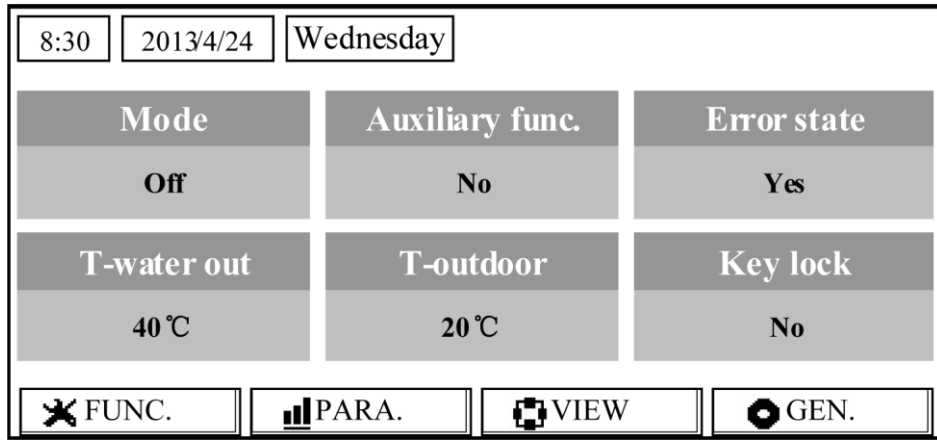 8:30 2013/4/24 Wednesday
Mode Auxiliary func. Error state
Off No Yes
T-water out T-outdoor Key lock
40℃ 20℃ No
FUNC. PARA. VIEW GEN.